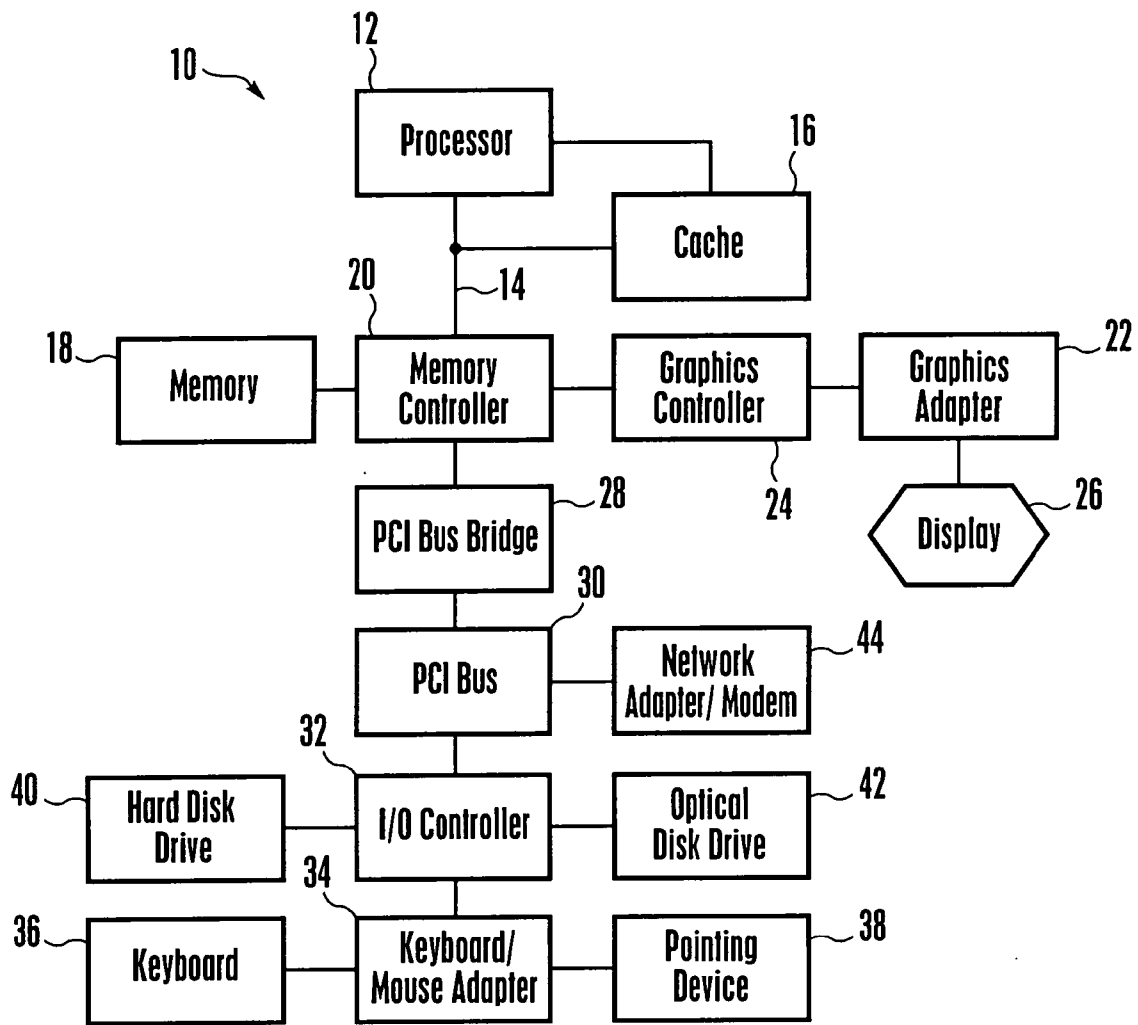 12
10
Processor
16
Cache
20
14
18
Memory
Memory
Controller
Graphics
Controller
22
Graphics
Adapter
24
28
PCI Bus Bridge
26
Display
30
PCI Bus
44
Network
Adapter/ Modem
32
40
Hard Disk
Drive
I/O Controller
42
Optical
Disk Drive
34
36
Keyboard
Keyboard/
Mouse Adapter
38
Pointing
Device